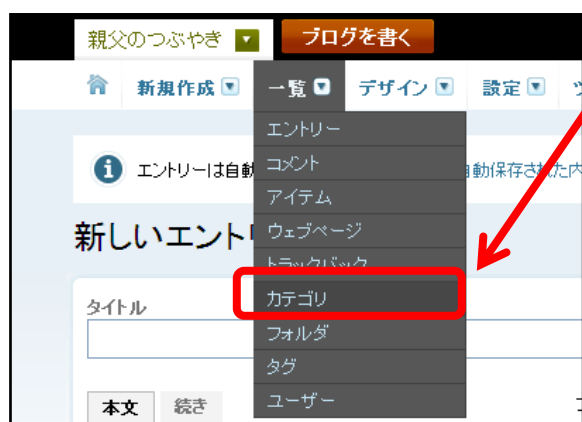 親父のつぶやき ブログを書く
新規作成 一覧 デザイン 設定
エントリー
コメント
アイテム
ウェブページ
トラックバック
カテゴリ
フォルダ
タグ
ユーザー
エントリーは自動
自動保存された内
新しいエント
タイトル
本文 続き